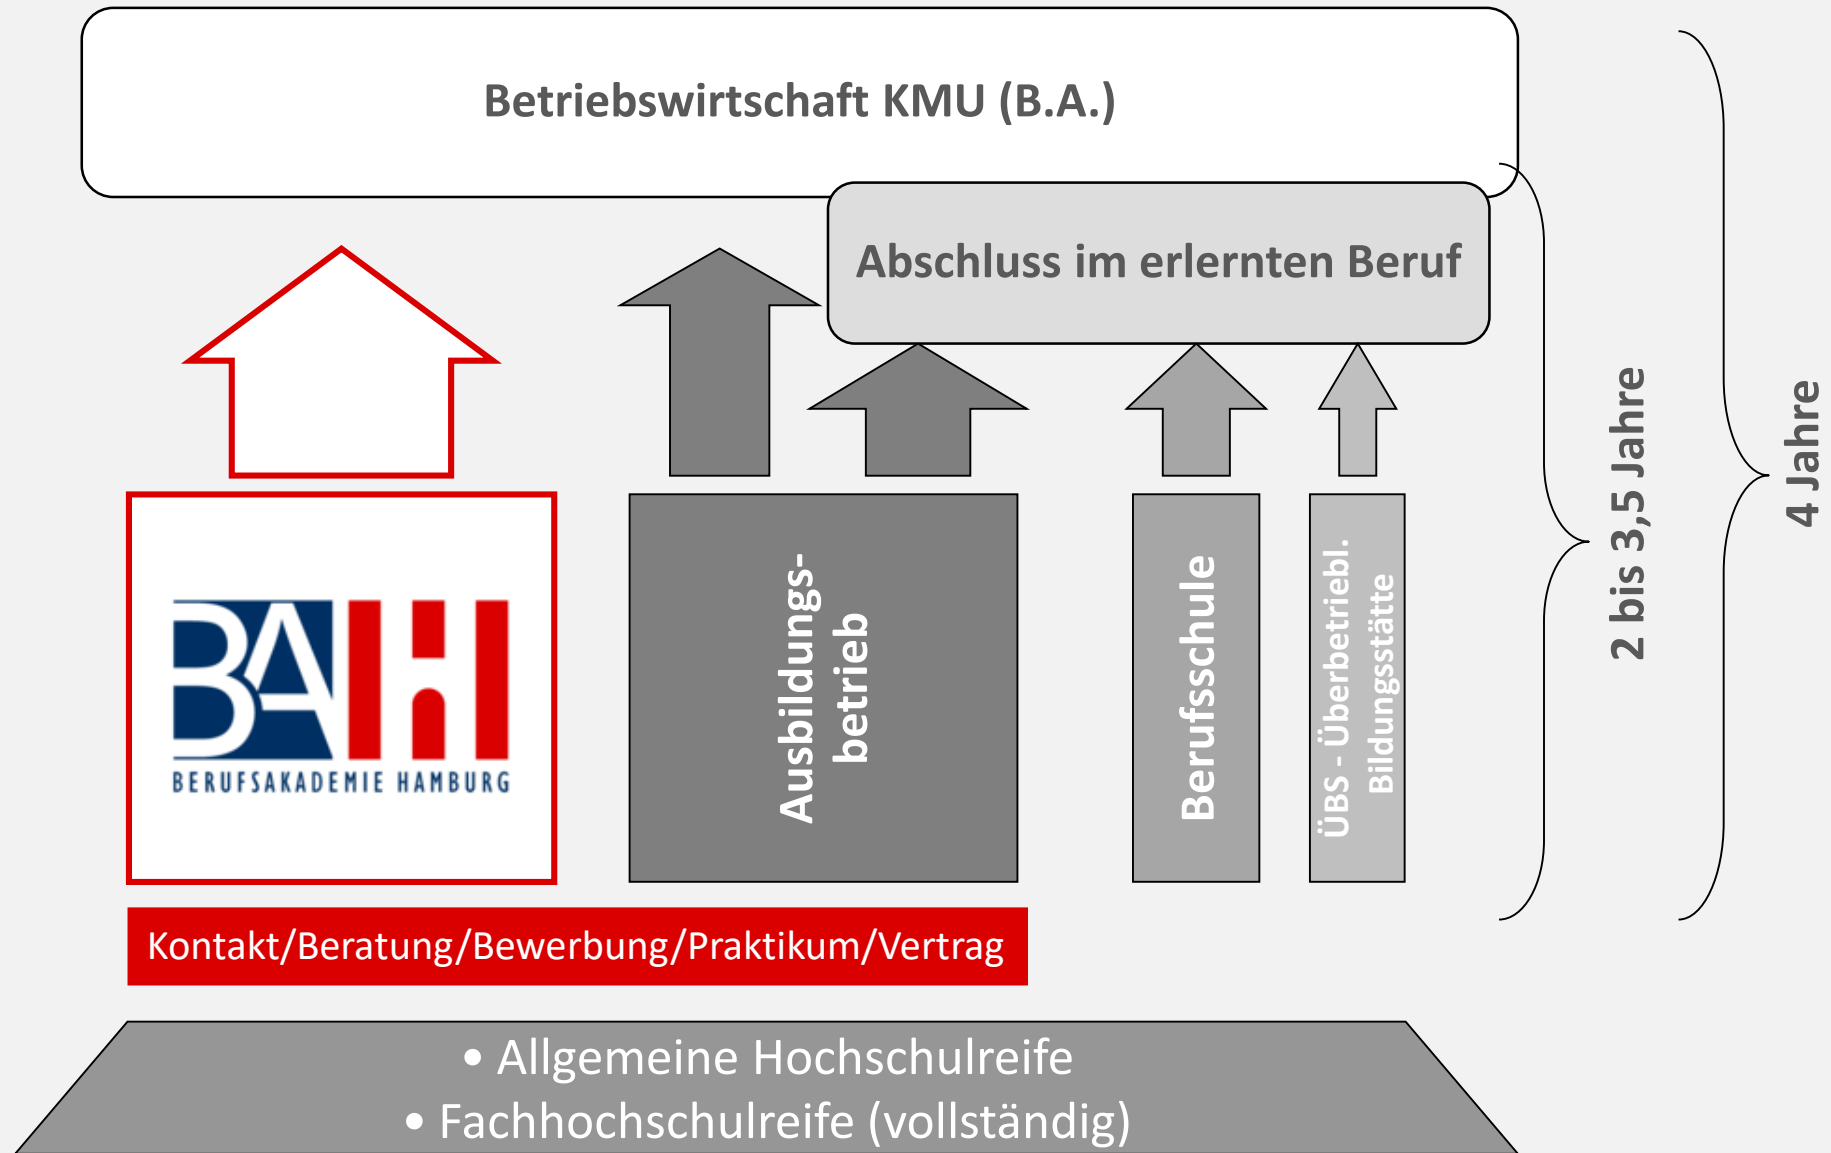 Betriebswirtschaft KMU (B.A.)
Abschluss im erlernten Beruf
BAH
BERUFSAKADEMIE HAMBURG
Ausbildungs-
betrieb
Berufsschule
ÜBS - Überbetriebl.
Bildungsstätte
2 bis 3,5 Jahre
4 Jahre
Kontakt/Beratung/Bewerbung/Praktikum/Vertrag
• Allgemeine Hochschulreife
• Fachhochschulreife (vollständig)